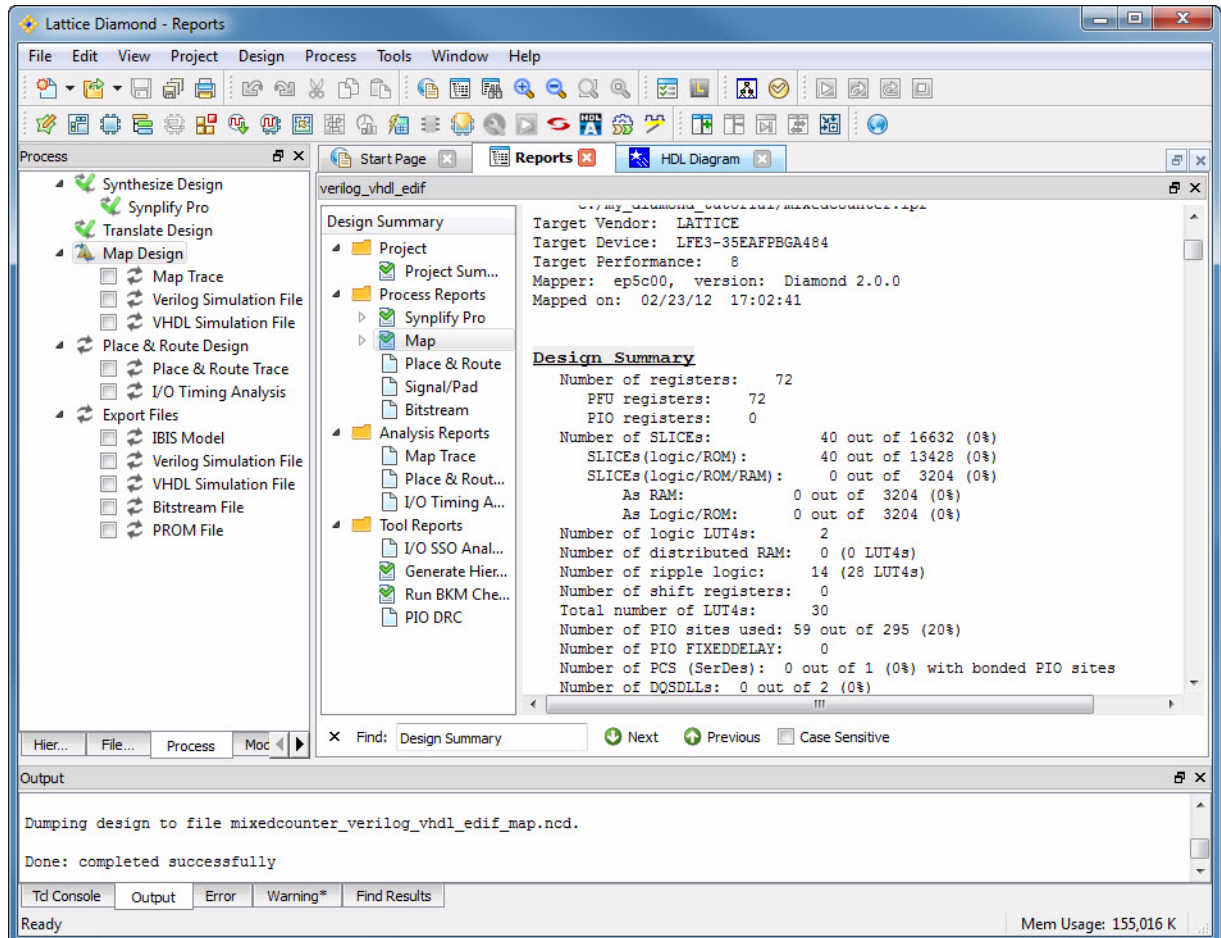 Lattice Diamond - Reports
File Edit View Project Design Process Tools Window Help
Process
Synthesize Design
Synplify Pro
Translate Design
Map Design
Map Trace
Verilog Simulation File
VHDL Simulation File
Place & Route Design
Place & Route Trace
I/O Timing Analysis
Export Files
IBIS Model
Verilog Simulation File
VHDL Simulation File
Bitstream File
PROM File
Hier... File... Process Mod
Start Page Reports HDL Diagram
verilog_vhdl_edif
Design Summary
Project
Project Sum...
Process Reports
Synplify Pro
Map
Place & Route
Signal/Pad
Bitstream
Analysis Reports
Map Trace
Place & Rout...
I/O Timing A...
Tool Reports
I/O SSO Anal...
Generate Hier...
Run BKM Che...
PIO DRC
c:/my_diamond_tutorial/mixedcounter.lpf
Target Vendor: LATTICE
Target Device: LFE3-35EAFPBGA484
Target Performance: 8
Mapper: ep5c00, version: Diamond 2.0.0
Mapped on: 02/23/12 17:02:41
Design Summary
Number of registers: 72
PFU registers: 72
PIO registers: 0
Number of SLICEs: 40 out of 16632 (0%)
SLICEs(logic/ROM): 40 out of 13428 (0%)
SLICEs(logic/ROM/RAM): 0 out of 3204 (0%)
As RAM: 0 out of 3204 (0%)
As Logic/ROM: 0 out of 3204 (0%)
Number of logic LUT4s: 2
Number of distributed RAM: 0 (0 LUT4s)
Number of ripple logic: 14 (28 LUT4s)
Number of shift registers: 0
Total number of LUT4s: 30
Number of PIO sites used: 59 out of 295 (20%)
Number of PIO FIXEDDELAY: 0
Number of PCS (SerDes): 0 out of 1 (0%) with bonded PIO sites
Number of DQSDLLs: 0 out of 2 (0%)
Find: Design Summary Next Previous Case Sensitive
Output
Dumping design to file mixedcounter_verilog_vhdl_edif_map.ncd.
Done: completed successfully
Tcl Console Output Error Warning* Find Results
Ready Mem Usage: 155,016 K